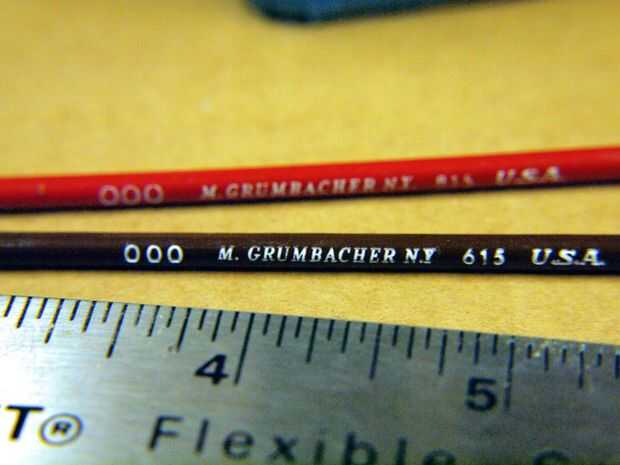 000 M. GRUMBACHER N.Y. 615 U.S.A.
000 M. GRUMBACHER N.Y 615 U.S.A.
4 5
T® Flexible